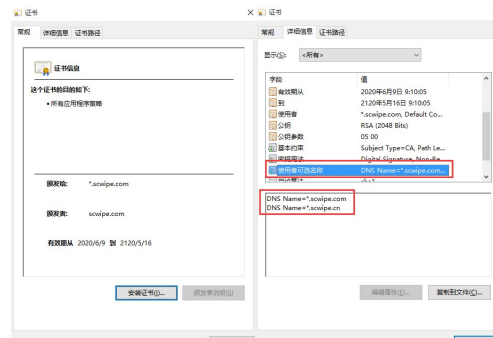 证书
常规 详细信息 证书路径
证书信息
这个证书的目的如下:
• 所有应用程序策略
颁发给: *.scwipe.com
颁发者: scwipe.com
有效期从 2020/6/9 到 2120/5/16
安装证书(I)... 颁发者说明(S)
证书
常规 详细信息 证书路径
显示(S): <所有>
字段 值
有效期从 2020年6月9日 9:10:05
到 2120年5月16日 9:10:05
使用者 *.scwipe.com, Default Co...
公钥 RSA (2048 Bits)
公钥参数 05 00
基本约束 Subject Type=CA, Path Le...
密钥用法 Digital Signature, Non-Re...
使用者可选名称 DNS Name=*.scwipe.com...
DNS Name=*.scwipe.com
DNS Name=*.scwipe.cn
编辑属性(E)... 复制到文件(C)...